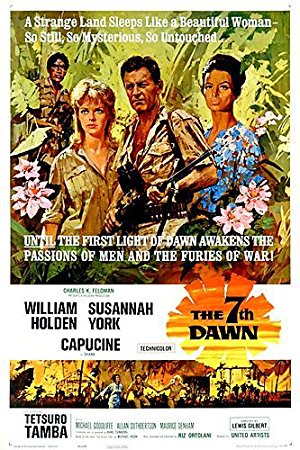 A Strange Land Sleeps Like a Beautiful Woman–
So Still, So Mysterious, So Untouched...
UNTIL THE FIRST LIGHT OF DAWN AWAKENS THE
PASSIONS OF MEN AND THE FURIES OF WAR!
CHARLES K. FELDMAN
WILLIAM HOLDEN
SUSANNAH YORK
CAPUCINE
TECHNICOLOR
THE 7th DAWN
TETSURO TAMBA
MICHAEL GOODLIFFE ALLAN CUTHBERTSON MAURICE DENHAM
RIZ ORTOLANI
DIRECTED BY
LEWIS GILBERT
UNITED ARTISTS